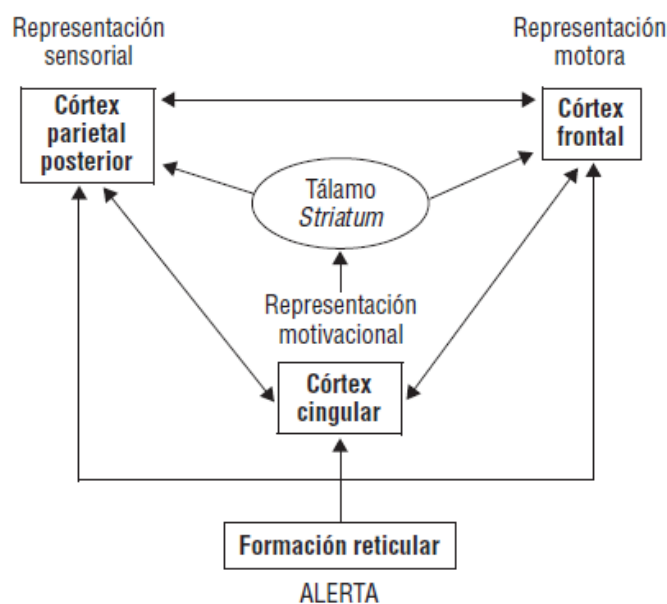 Representación
sensorial
Representación
motora
Córtex
parietal
posterior
Córtex
frontal
Tálamo
Striatum
Representación
motivacional
Córtex
cingular
Formación reticular
ALERTA